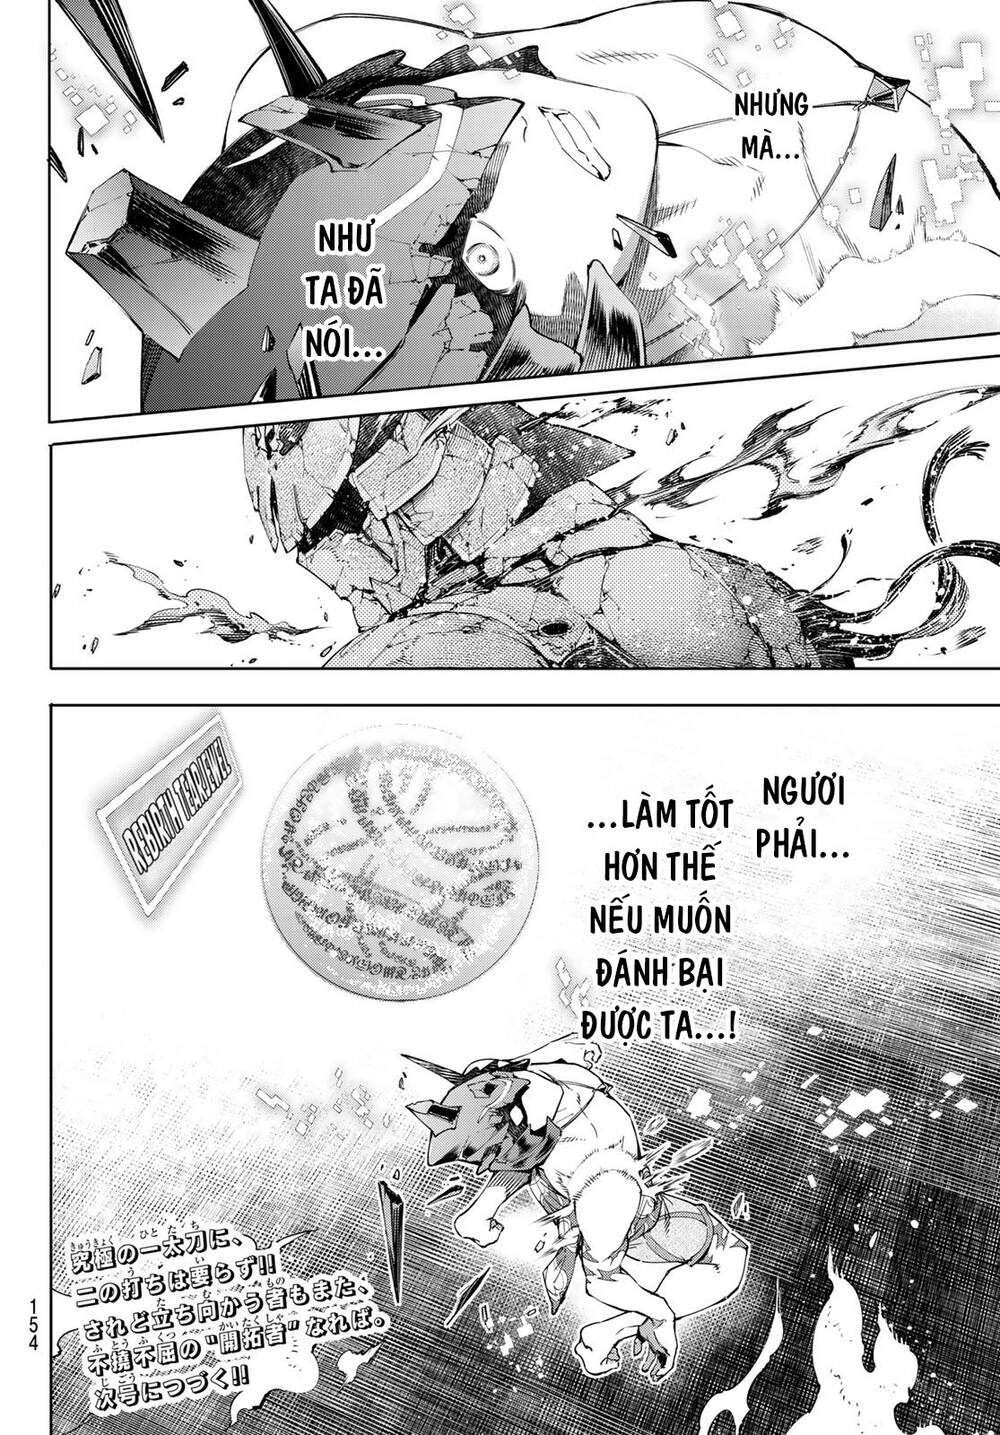 NHƯNG
MÀ...
NHƯ
TA ĐÃ
NÓI...
REBIRTH TEARJEWEL
NGƯƠI
PHẢI...
...LÀM TỐT
HƠN THẾ
NẾU MUỐN
ĐÁNH BẠI
ĐƯỢC TA...!
究極の一太刀に、
二の打ちは要らず!!
されど立ち向かう者もまた、
不撓不屈の“開拓者”なれば。
次号につづく!!
154